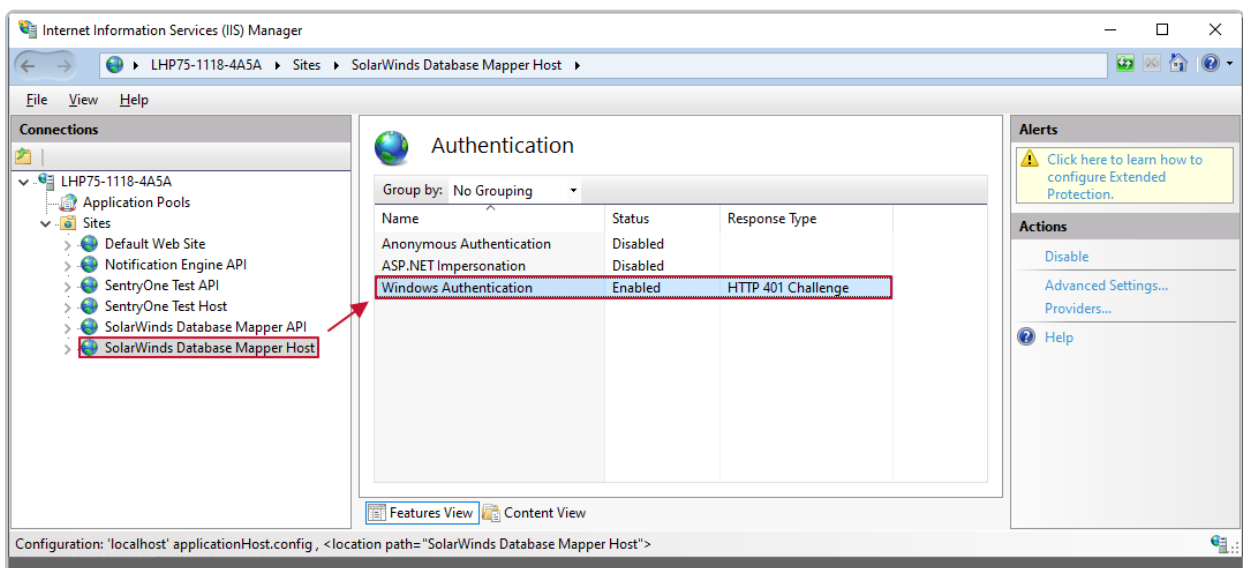 Internet Information Services (IIS) Manager
LHP75-1118-4A5A Sites SolarWinds Database Mapper Host
File View Help
Connections
LHP75-1118-4A5A
Application Pools
Sites
Default Web Site
Notification Engine API
SentryOne Test API
SentryOne Test Host
SolarWinds Database Mapper API
SolarWinds Database Mapper Host
Authentication
Group by: No Grouping
Name Status Response Type
Anonymous Authentication Disabled
ASP.NET Impersonation Disabled
Windows Authentication Enabled HTTP 401 Challenge
Features View Content View
Alerts
Click here to learn how to
configure Extended
Protection.
Actions
Disable
Advanced Settings...
Providers...
Help
Configuration: 'localhost' applicationHost.config , <location path="SolarWinds Database Mapper Host">